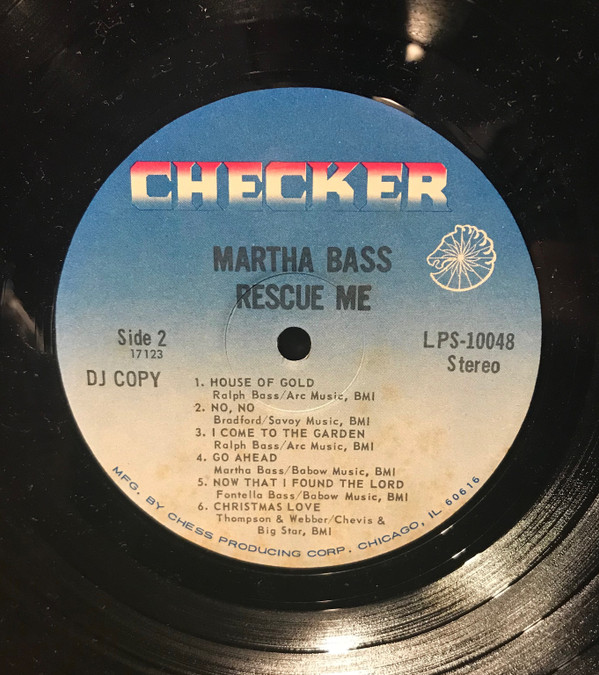 CHECKER
MARTHA BASS
RESCUE ME
Side 2
17123
DJ COPY
LPS-10048
Stereo
1. HOUSE OF GOLD
Ralph Bass/Arc Music, BMI
2. NO, NO
Bradford/Savoy Music, BMI
3. I COME TO THE GARDEN
Ralph Bass/Arc Music, BMI
4. GO AHEAD
Martha Bass/Babow Music, BMI
5. NOW THAT I FOUND THE LORD
Fontella Bass/Babow Music, BMI
6. CHRISTMAS LOVE
Thompson & Webber/Chevis &
Big Star, BMI
MFG. BY CHESS PRODUCING CORP. CHICAGO, IL 60616